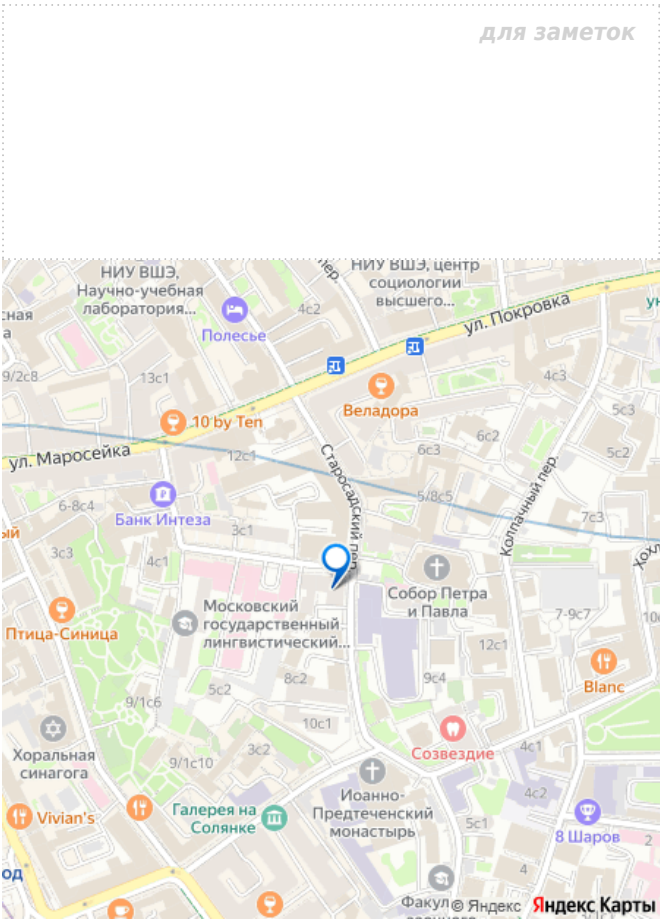 для заметок
НИУ ВШЭ,
Научно-учебная
лаборатория...
пер.
НИУ ВШЭ, центр
социологии
высшего...
4с2
Полесье
ул. Покровка
9/2с8
13с1
4с3
Веладора
10 by Ten
5с3
ул. Маросейка
12с1
6с3
6с2
5с2
Старосадский пер.
5/8с5
Колпачный пер.
6-8с4
Банк Интеза
3с1
7с3
3с3
4с1
Собор Петра
и Павла
Птица-Синица
Московский
государственный
лингвистический...
7-9с7
12с1
9/1с6
5с2
8с2
9с4
Blanc
10с1
Хоральная
синагога
3с2
9/1с10
Созвездие
4с1
Иоанно-
Предтеченский
монастырь
4с2
Vivian's
Галерея на
Солянке
5с1
8 Шаров
2
4
© Яндекс Яндекс Карты